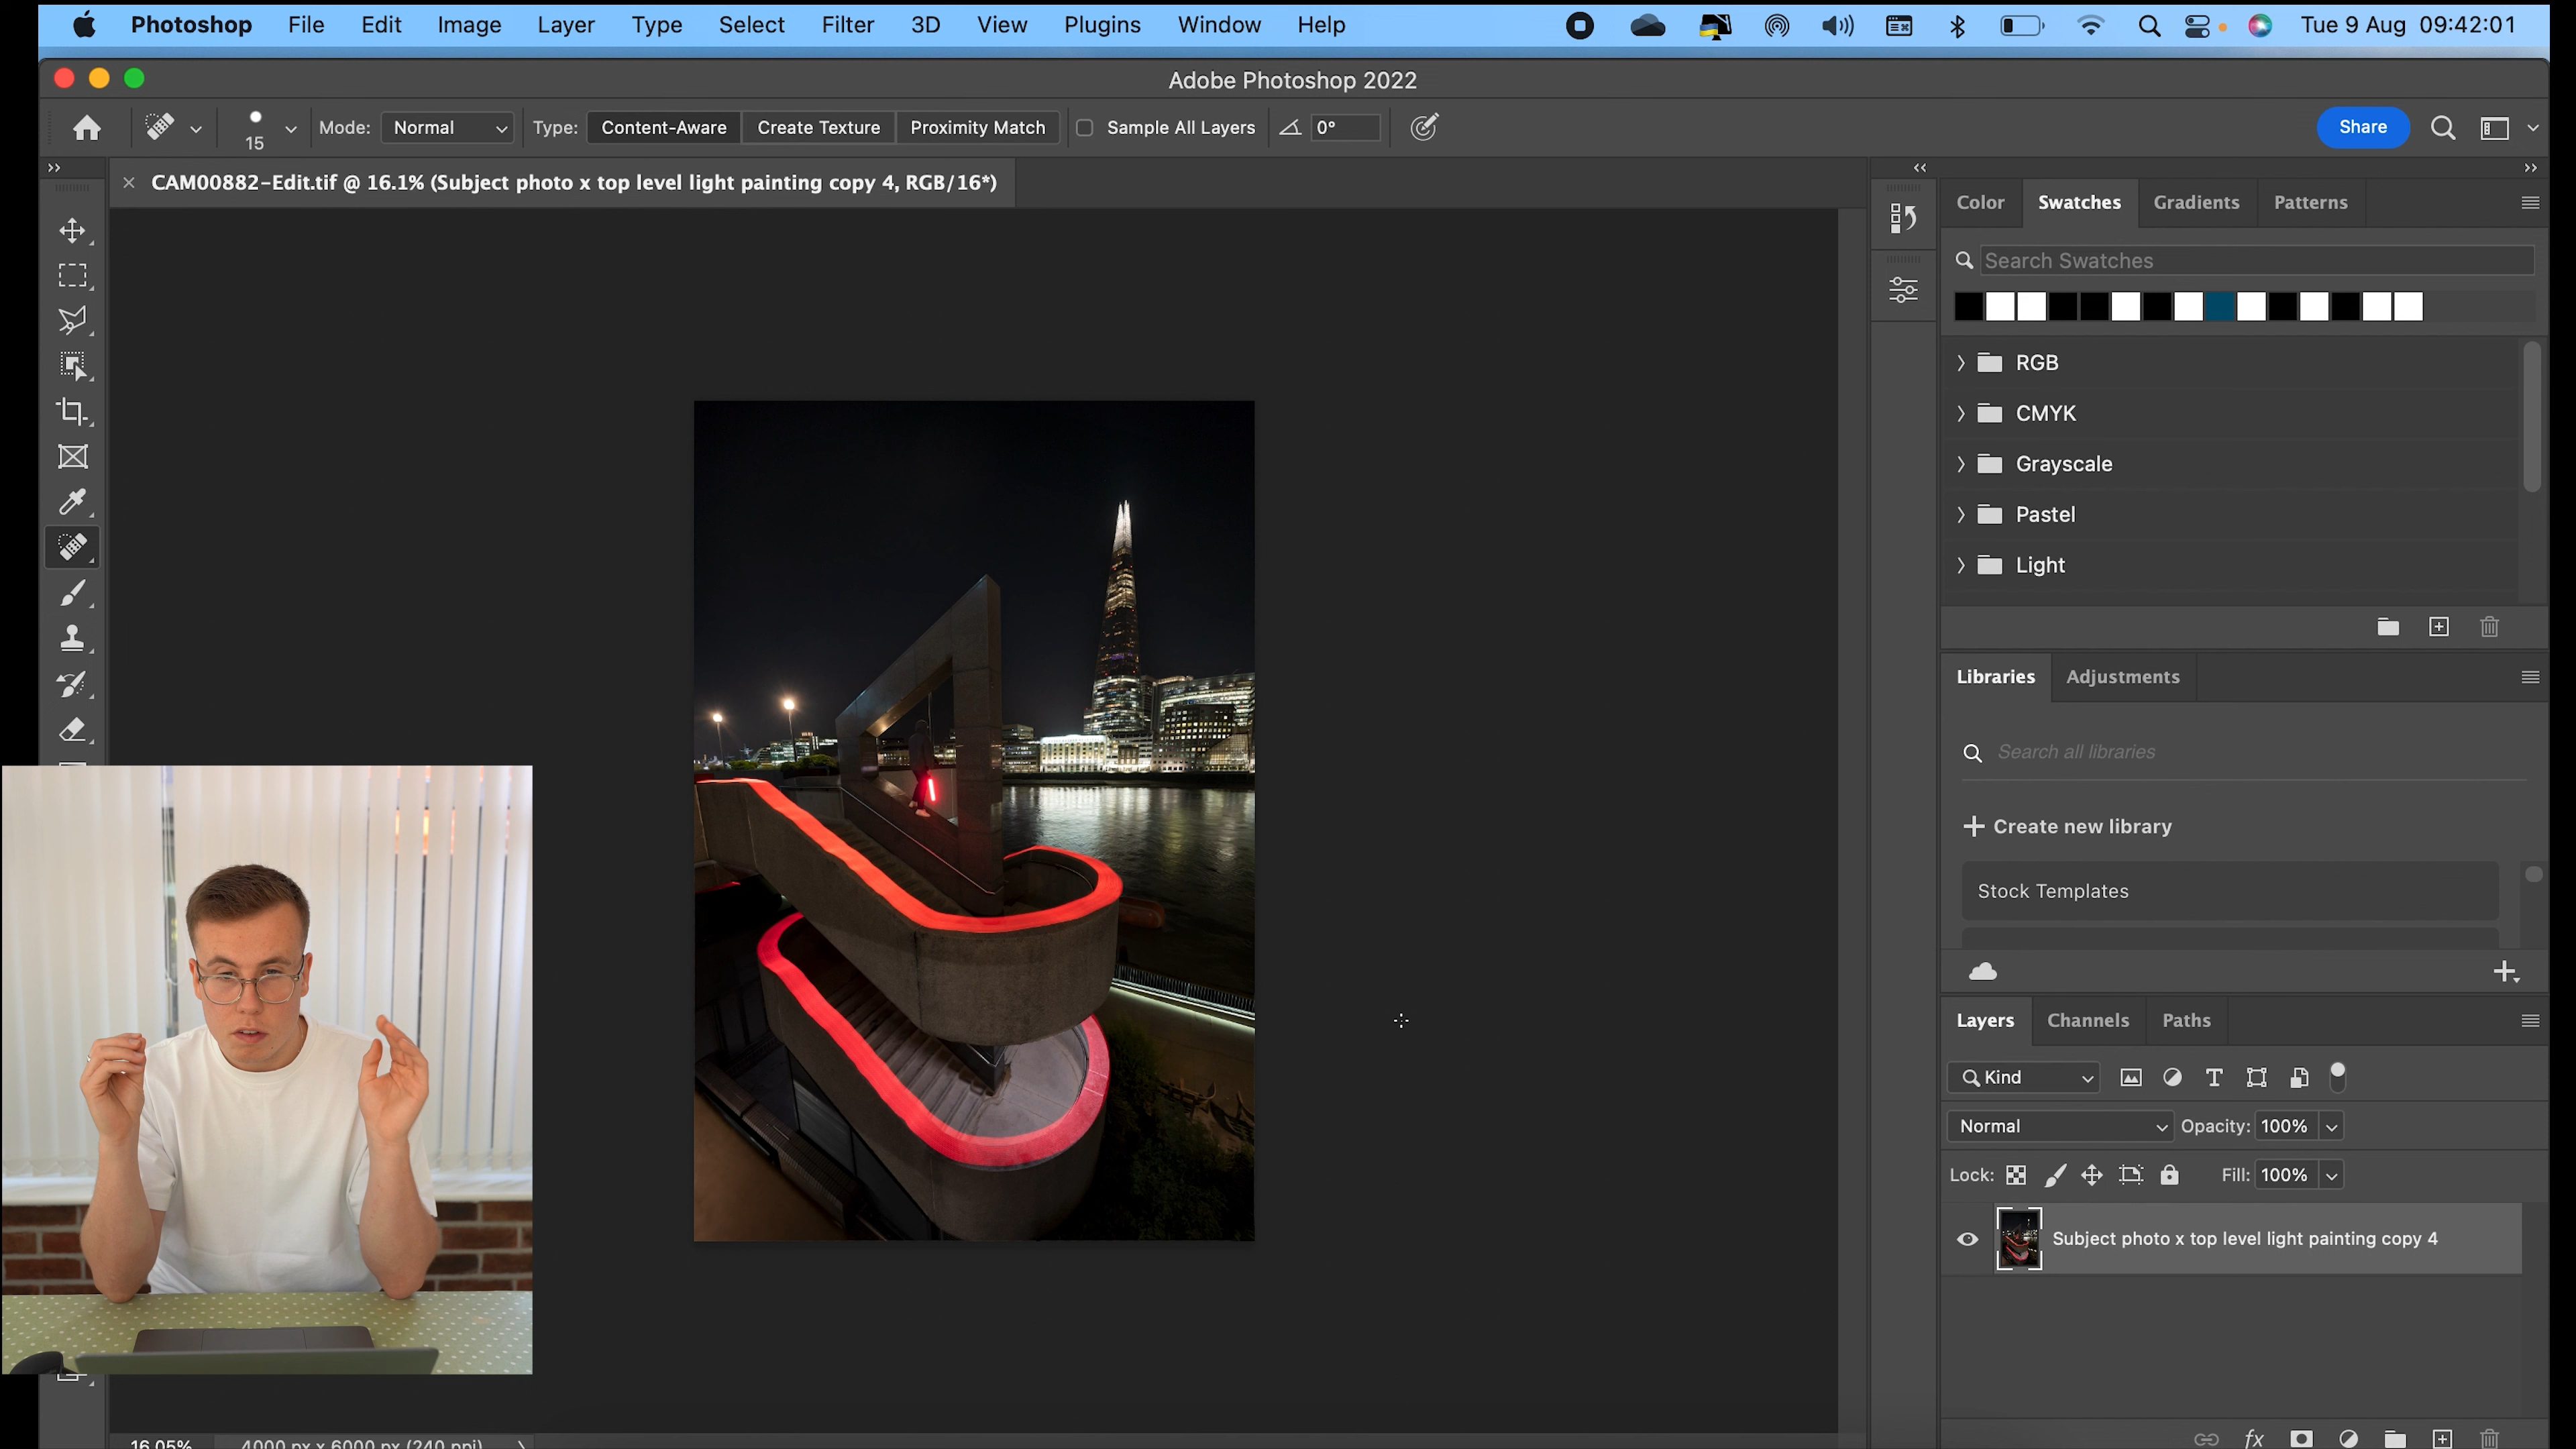 Photoshop File Edit Image Layer Type Select Filter 3D View Plugins Window Help Tue 9 Aug 09:42:01
Adobe Photoshop 2022
15 Mode: Normal Type: Content-Aware Create Texture Proximity Match Sample All Layers 0° Share
CAM00882-Edit.tif @ 16.1% (Subject photo x top level light painting copy 4, RGB/16*)
Color Swatches Gradients Patterns
Search Swatches
RGB
CMYK
Grayscale
Pastel
Light
Libraries Adjustments
Search all libraries
Create new library
Stock Templates
Layers Channels Paths
Kind
Normal Opacity: 100%
Lock: Fill: 100%
Subject photo x top level light painting copy 4
16.05% 4000 px x 6000 px (240 ppi)
fx